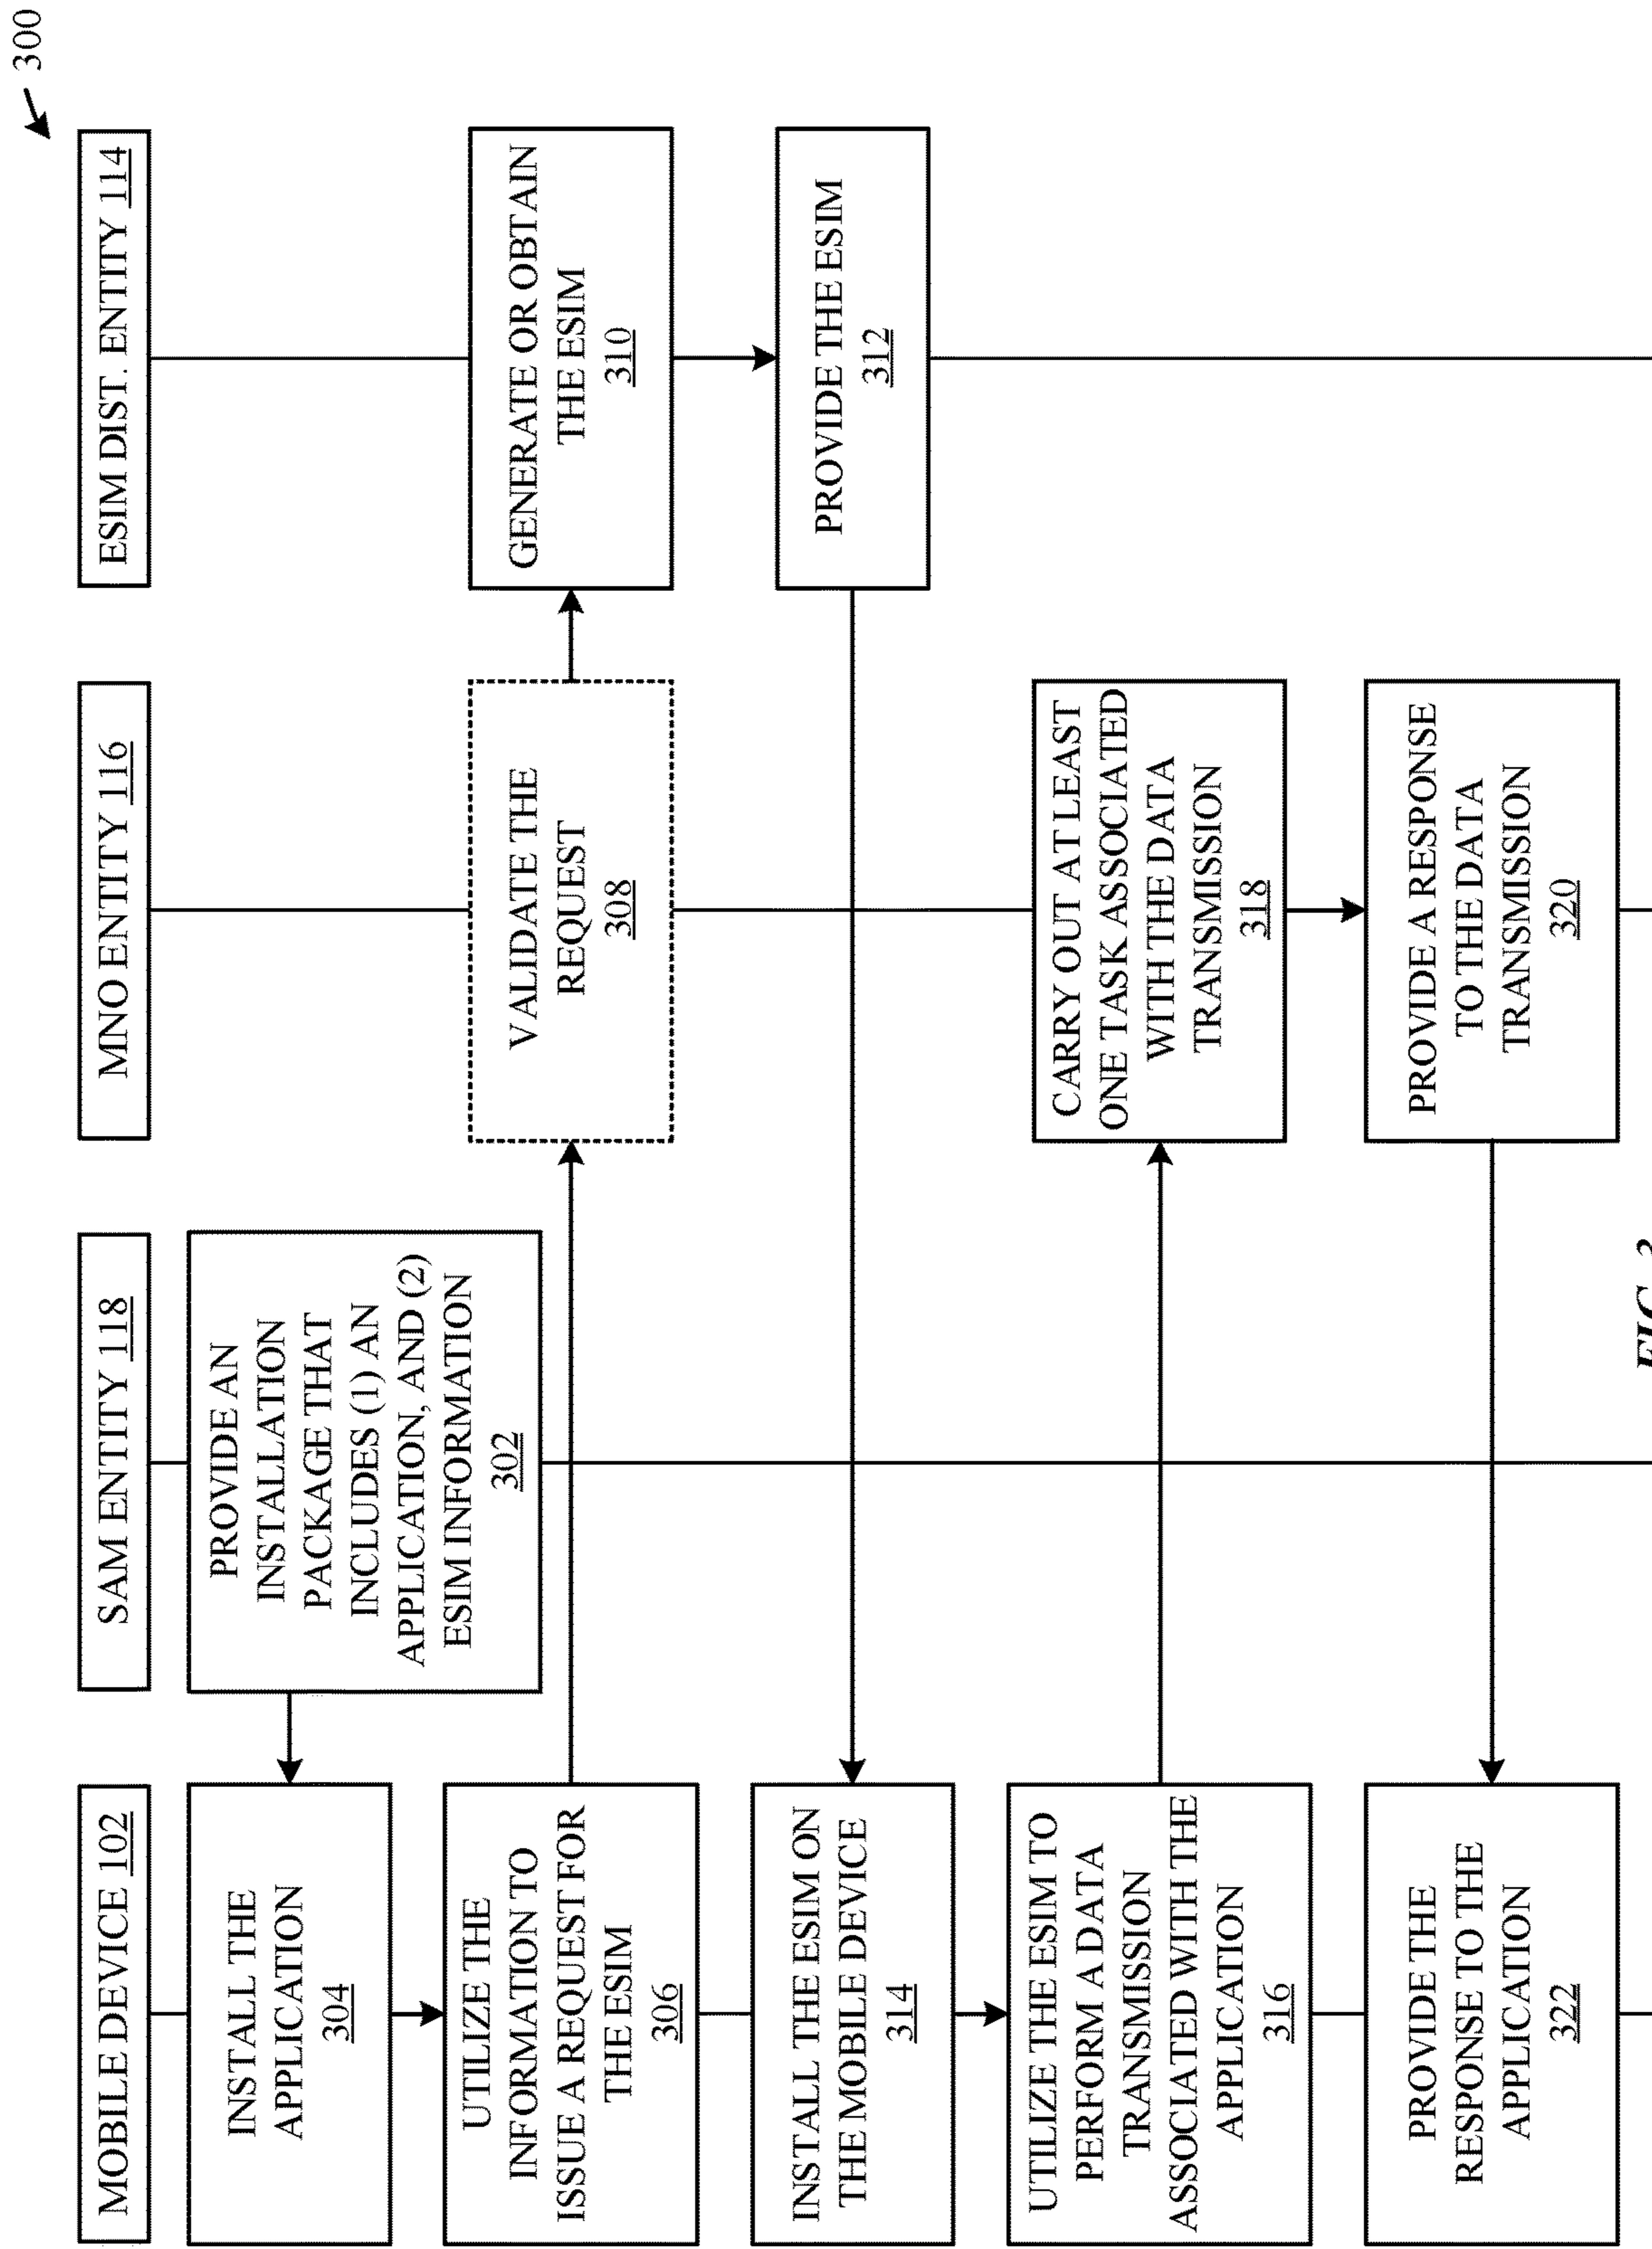 300
MOBILE DEVICE 102
SAM ENTITY 118
MNO ENTITY 116
ESIM DIST. ENTITY 114
PROVIDE AN
INSTALLATION
PACKAGE THAT
INCLUDES (1) AN
APPLICATION, AND (2)
ESIM INFORMATION
302
INSTALL THE
APPLICATION
304
UTILIZE THE
INFORMATION TO
ISSUE A REQUEST FOR
THE ESIM
306
VALIDATE THE
REQUEST
308
GENERATE OR OBTAIN
THE ESIM
310
PROVIDE THE ESIM
312
INSTALL THE ESIM ON
THE MOBILE DEVICE
314
UTILIZE THE ESIM TO
PERFORM A DATA
TRANSMISSION
ASSOCIATED WITH THE
APPLICATION
316
CARRY OUT AT LEAST
ONE TASK ASSOCIATED
WITH THE DATA
TRANSMISSION
318
PROVIDE A RESPONSE
TO THE DATA
TRANSMISSION
320
PROVIDE THE
RESPONSE TO THE
APPLICATION
322
FIG. 3